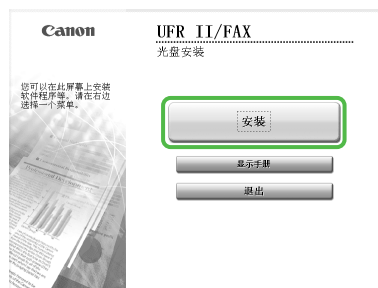 Canon
UFR II/FAX
光盘安装
您可以在此屏幕上安装
软件程序等。请在右边
选择一个菜单。
安装
显示手册
退出